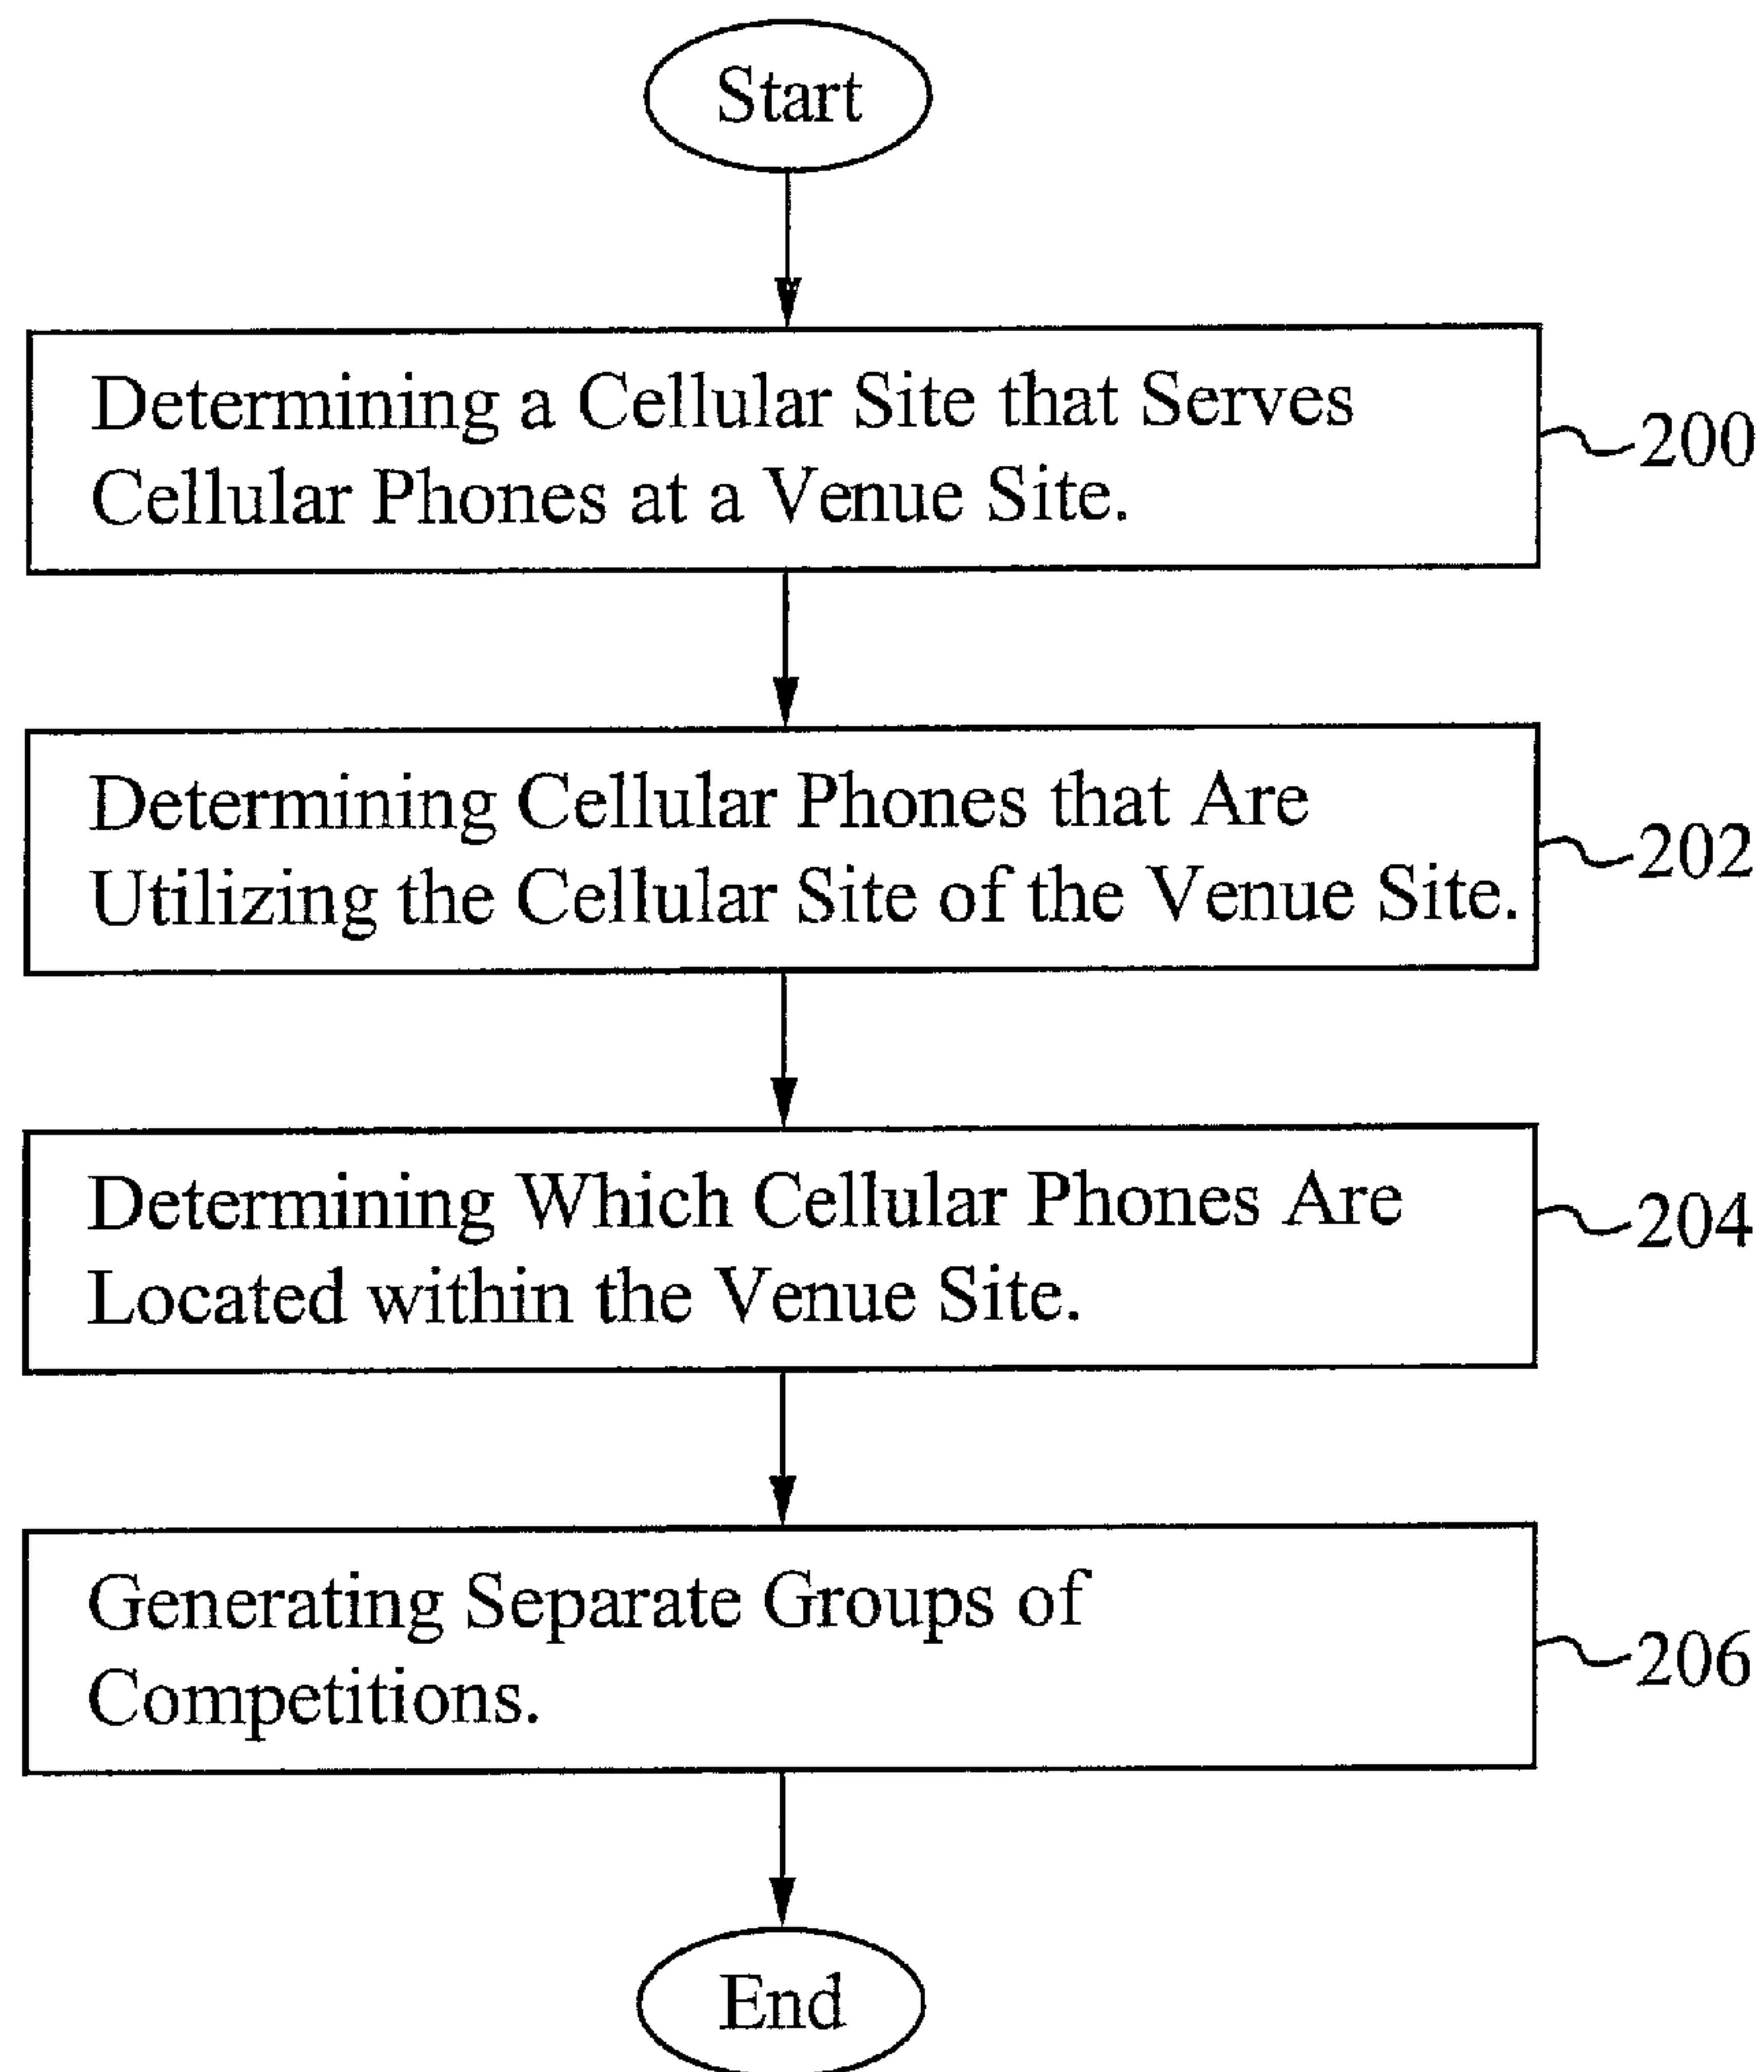 Start
Determining a Cellular Site that Serves
Cellular Phones at a Venue Site.
200
Determining Cellular Phones that Are
Utilizing the Cellular Site of the Venue Site.
202
Determining Which Cellular Phones Are
Located within the Venue Site.
204
Generating Separate Groups of
Competitions.
206
End